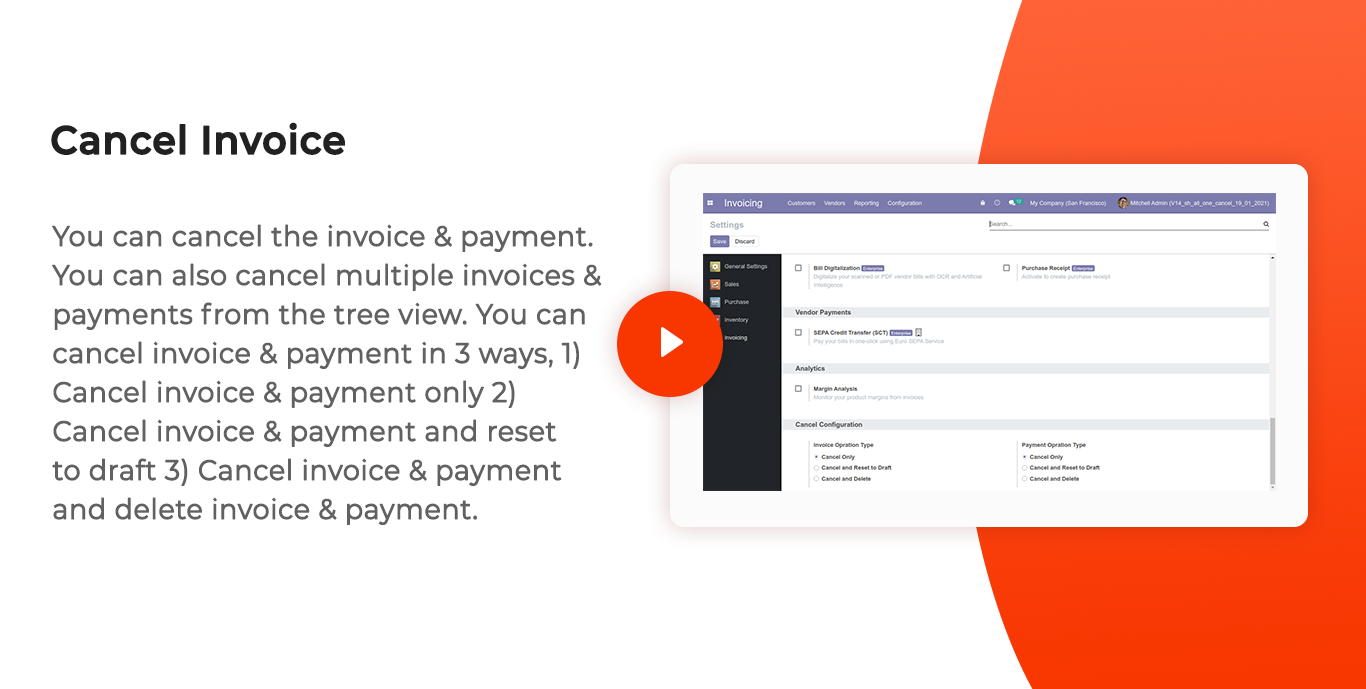 Cancel Invoice
You can cancel the invoice & payment.
You can also cancel multiple invoices &
payments from the tree view. You can
cancel invoice & payment in 3 ways, 1)
Cancel invoice & payment only 2)
Cancel invoice & payment and reset
to draft 3) Cancel invoice & payment
and delete invoice & payment.
Invoicing Customers Vendors Reporting Configuration My Company (San Francisco) Mitchell Admin (V14_sh_all_one_cancel_19_01_2021)
Settings
Search...
Save Discard
General Settings
Sales
Purchase
Inventory
Invoicing
Bill Digitalization Enterprise
Digitalize your scanned or PDF vendor bills with OCR and Artificial
Intelligence
Purchase Receipt Enterprise
Activate to create purchase receipt
Vendor Payments
SEPA Credit Transfer (SCT) Enterprise
Pay your bills in one-click using Euro SEPA Service
Analytics
Margin Analysis
Monitor your product margins from invoices
Cancel Configuration
Invoice Opration Type
Cancel Only
Cancel and Reset to Draft
Cancel and Delete
Payment Opration Type
Cancel Only
Cancel and Reset to Draft
Cancel and Delete